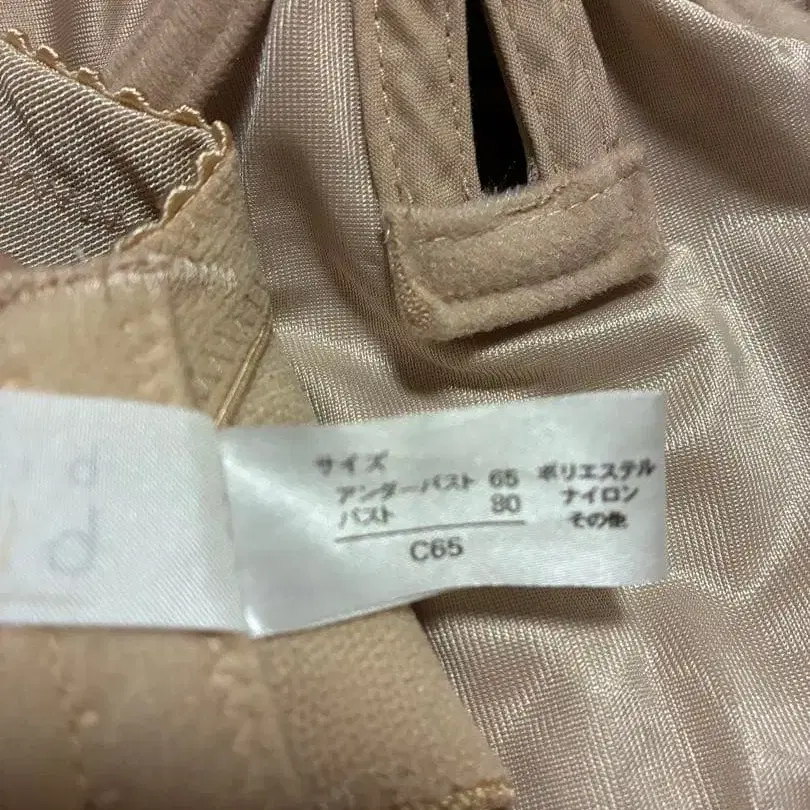 サイズ
アンダーバスト 65
バスト 80
C65
ポリエステル
ナイロン
その他